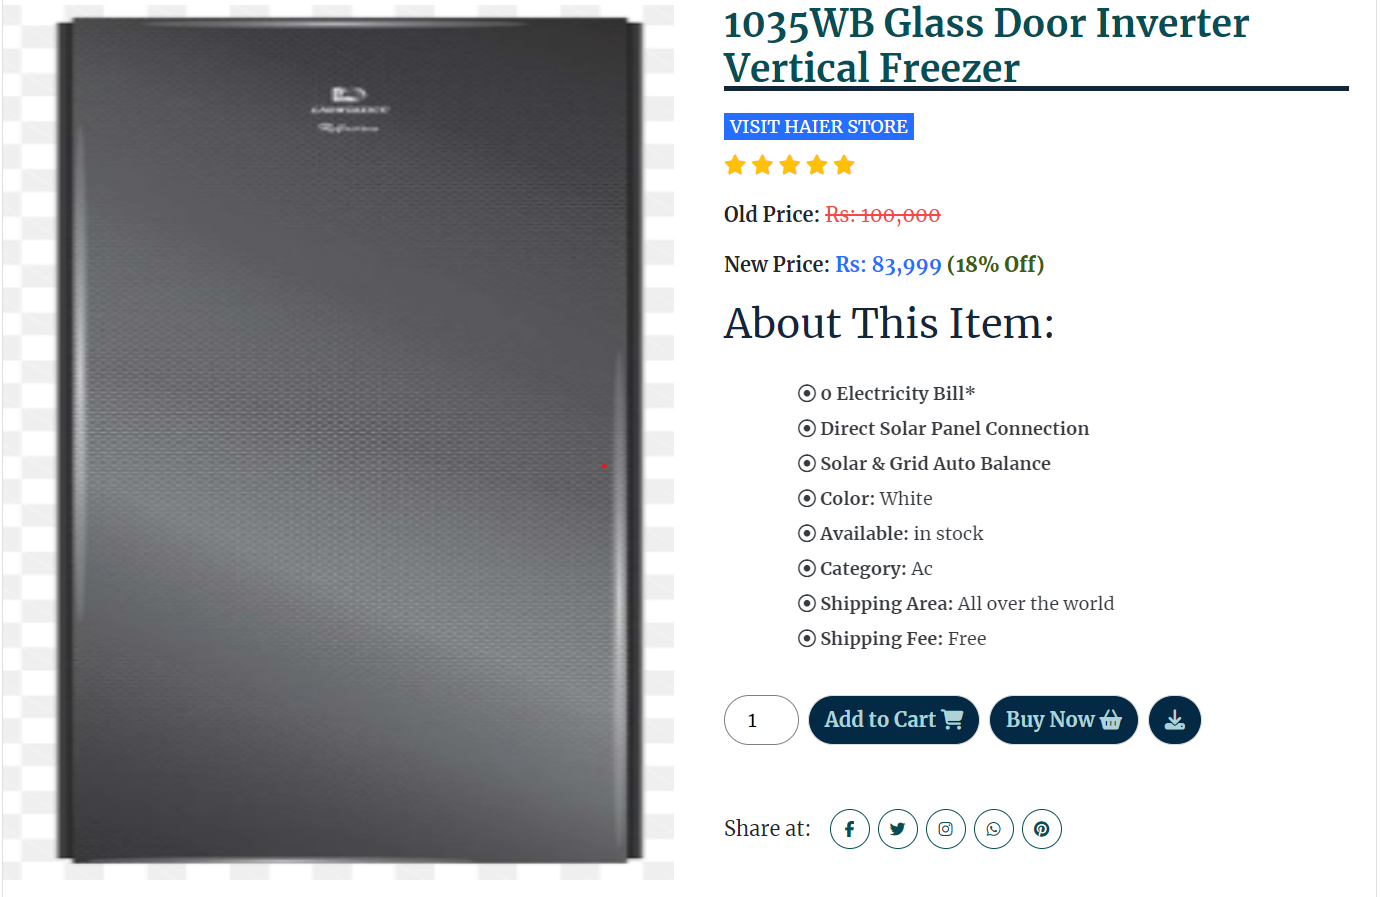 1035WB Glass Door Inverter
Vertical Freezer
VISIT HAIER STORE
Old Price: Rs: 100,000
New Price: Rs: 83,999 (18% Off)
About This Item:
0 Electricity Bill*
Direct Solar Panel Connection
Solar & Grid Auto Balance
Color: White
Available: in stock
Category: Ac
Shipping Area: All over the world
Shipping Fee: Free
1 Add to Cart Buy Now
Share at: